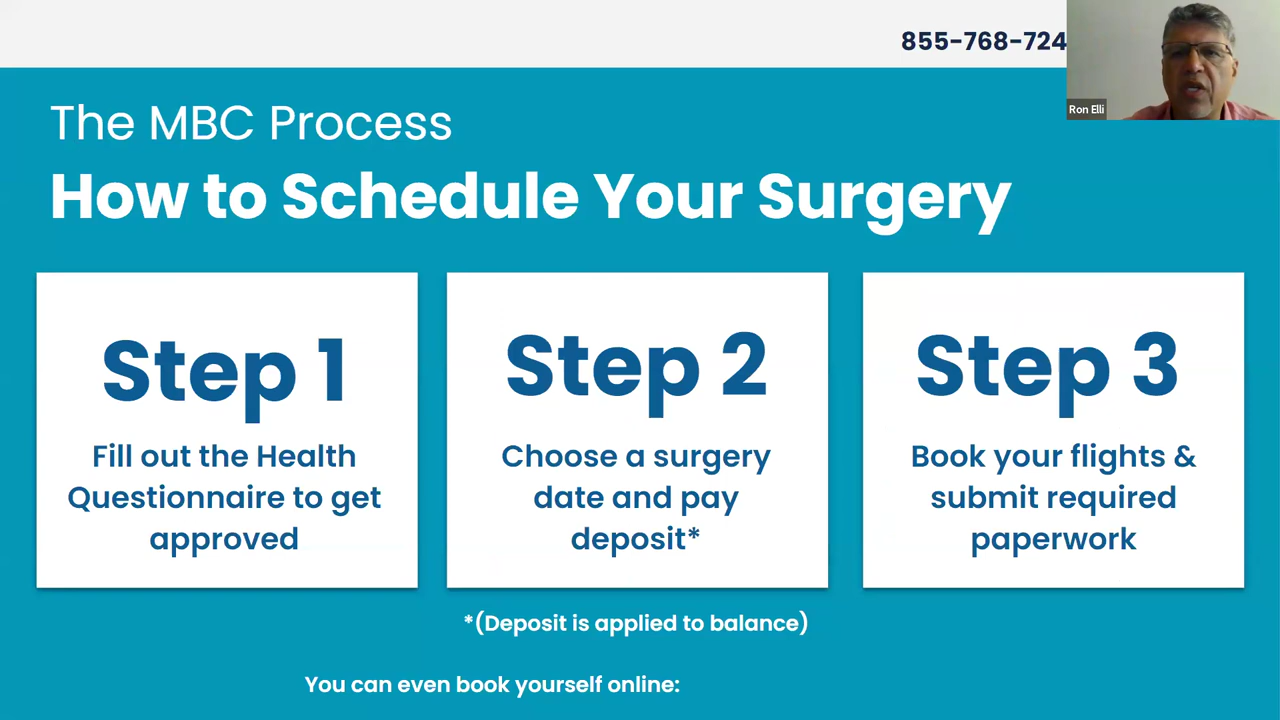 855-768-724
Ron Elli
The MBC Process
How to Schedule Your Surgery
Step 1
Fill out the Health
Questionnaire to get
approved
Step 2
Choose a surgery
date and pay
deposit*
Step 3
Book your flights &
submit required
paperwork
*(Deposit is applied to balance)
You can even book yourself online: